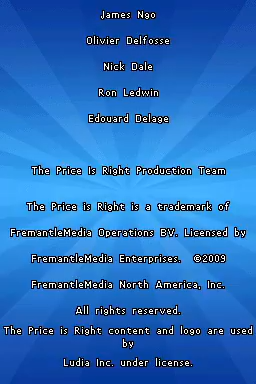 James Ngo
Olivier Delfosse
Nick Dale
Ron Ledwin
Edouard Delage
The Price Is Right Production Team
The Price is Right is a trademark of
FremantleMedia Operations BV. Licensed by
FremantleMedia Enterprises. ©2009
FremantleMedia North America, Inc.
All rights reserved.
The Price is Right content and logo are used
by
Ludia Inc. under license.